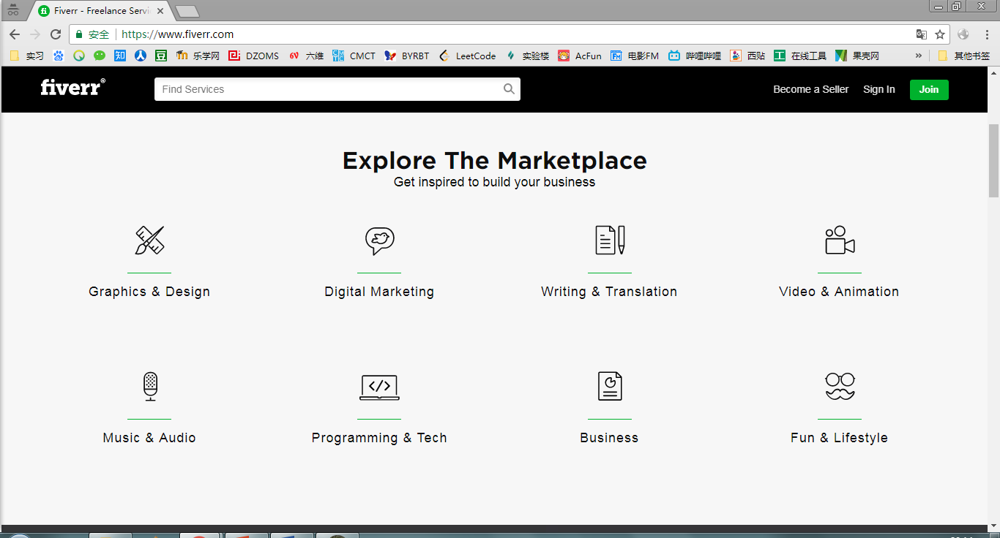 Fiverr - Freelance Servi
安全 https://www.fiverr.com
实习 知 豆 乐学网 DZOMS 6V 六维 CMCT BYRBT LeetCode 实验楼 AcFun FM 电影FM 哔哩哔哩 西贴 工 在线工具 果壳网 » 其他书签
fiverr® Find Services Become a Seller Sign In Join
Explore The Marketplace
Get inspired to build your business
Graphics & Design Digital Marketing Writing & Translation Video & Animation
Music & Audio Programming & Tech Business Fun & Lifestyle